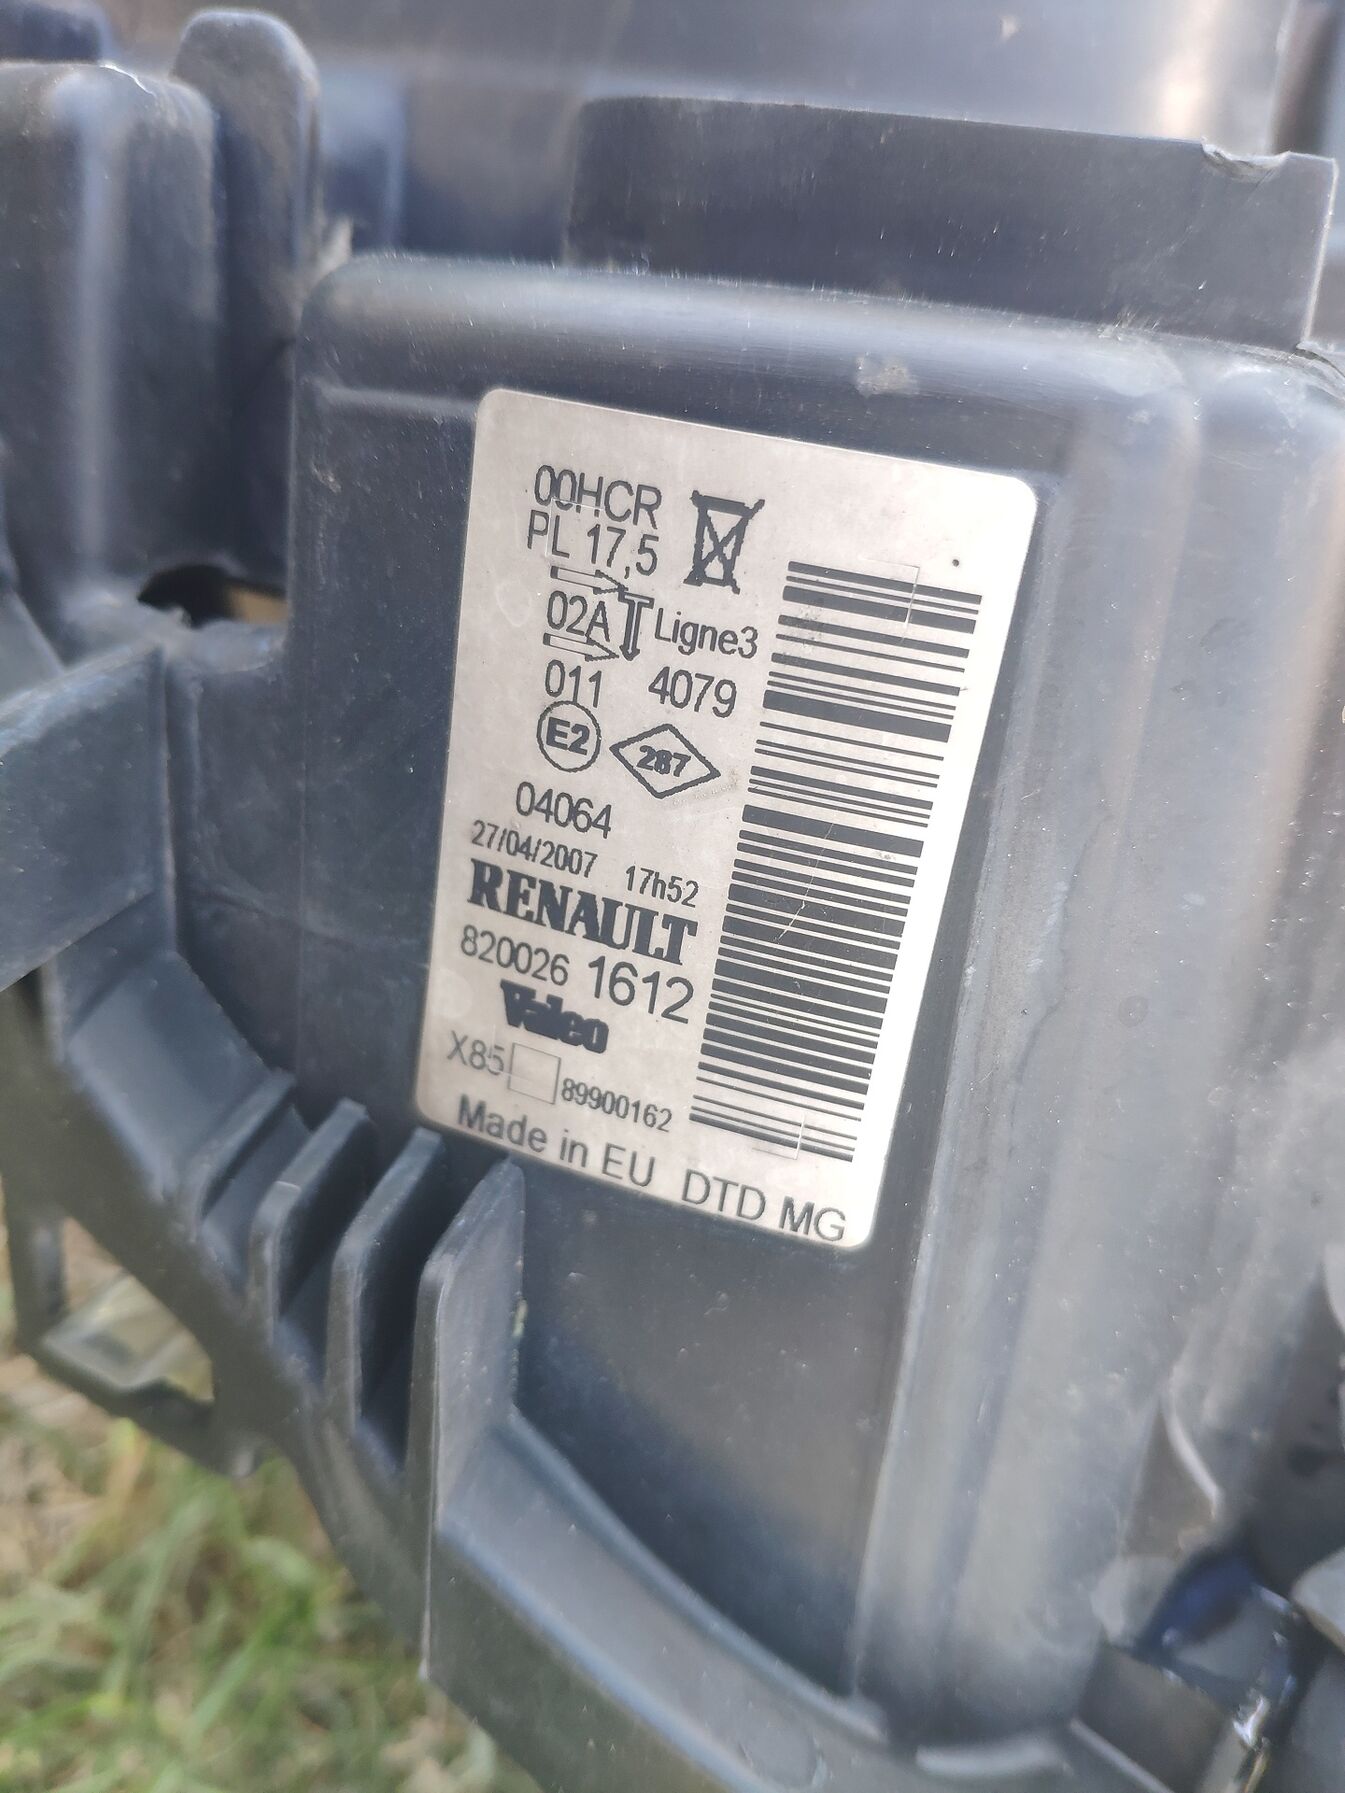 00HCR
PL 17,5
02A Ligne3
011 4079
E2 287
04064
27/04/2007 17h52
RENAULT
820026 1612
Valeo
X85 89900162
Made in EU DTD MG